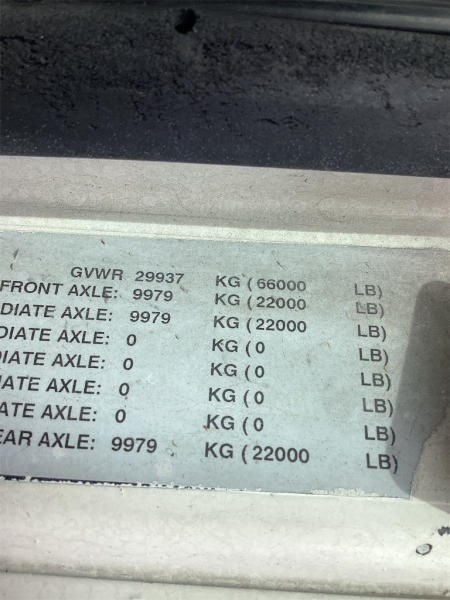 GVWR 29937 KG ( 66000 LB)
FRONT AXLE: 9979 KG ( 22000 LB)
DIATE AXLE: 9979 KG ( 22000 LB)
DIATE AXLE: 0 KG ( 0 LB)
DIATE AXLE: 0 KG ( 0 LB)
IATE AXLE: 0 KG ( 0 LB)
ATE AXLE: 0 KG ( 0 LB)
EAR AXLE: 9979 KG ( 22000 LB)